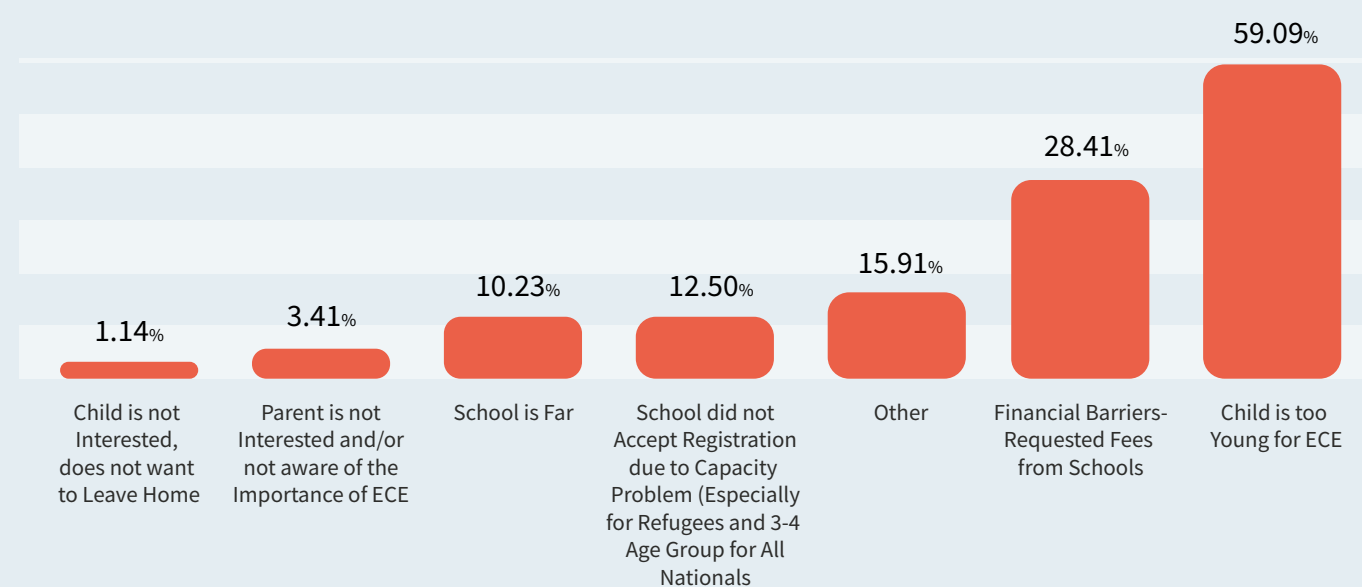 59.09%
28.41%
15.91%
12.50%
10.23%
3.41%
1.14%
Child is not
Interested,
does not want
to Leave Home
Parent is not
Interested and/or
not aware of the
Importance of ECE
School is Far
School did not
Accept Registration
due to Capacity
Problem (Especially
for Refugees and 3-4
Age Group for All
Nationals
Other
Financial Barriers-
Requested Fees
from Schools
Child is too
Young for ECE